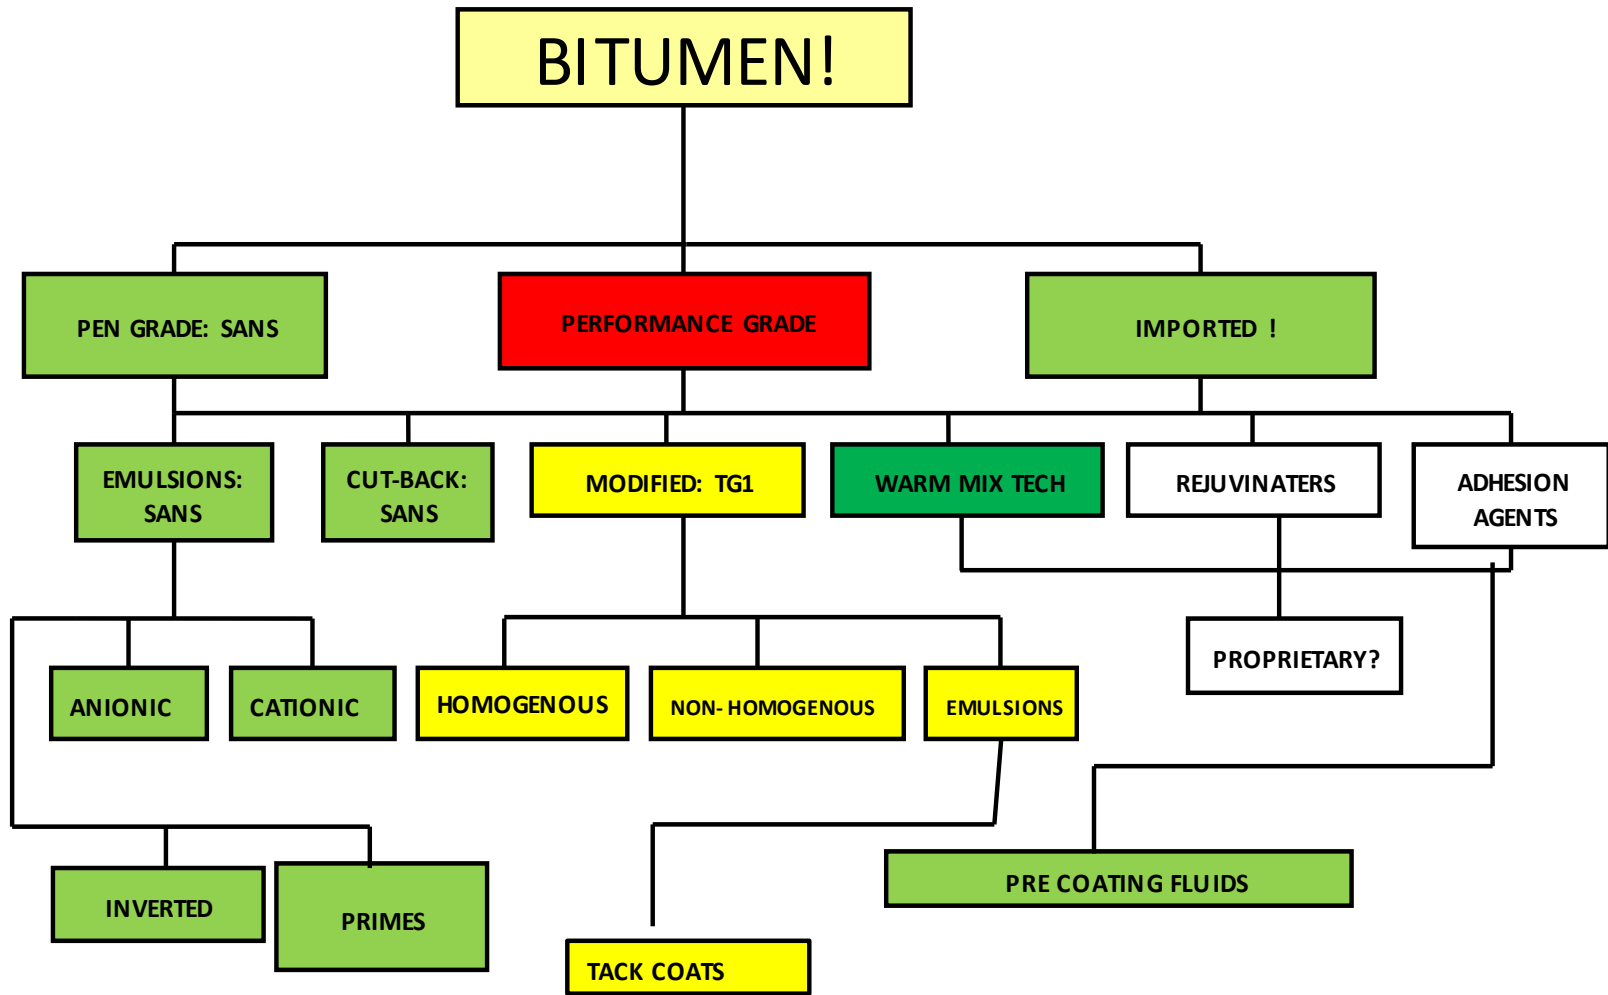 BITUMEN!
PEN GRADE: SANS
PERFORMANCE GRADE
IMPORTED !
EMULSIONS:
SANS
CUT-BACK:
SANS
MODIFIED: TG1
WARM MIX TECH
REJUVINATERS
ADHESION
AGENTS
PROPRIETARY?
ANIONIC
CATIONIC
HOMOGENOUS
NON- HOMOGENOUS
EMULSIONS
INVERTED
PRIMES
PRE COATING FLUIDS
TACK COATS